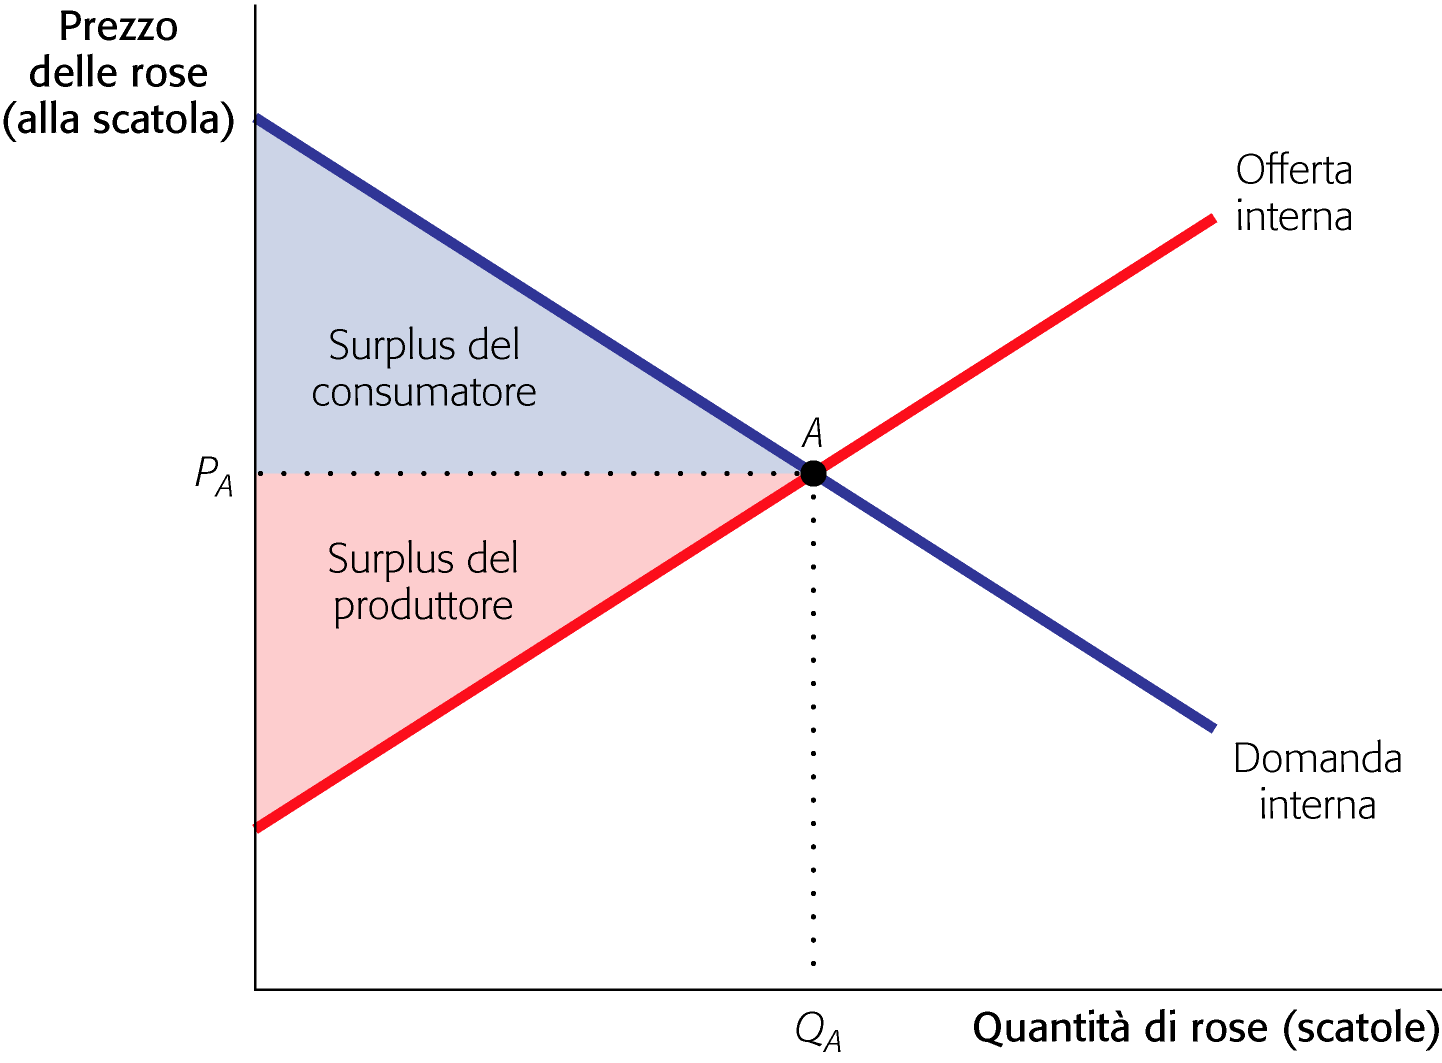 Prezzo
delle rose
(alla scatola)
Offerta
interna
Surplus del
consumatore
A
P_A
Surplus del
produttore
Domanda
interna
Q_A
Quantità di rose (scatole)